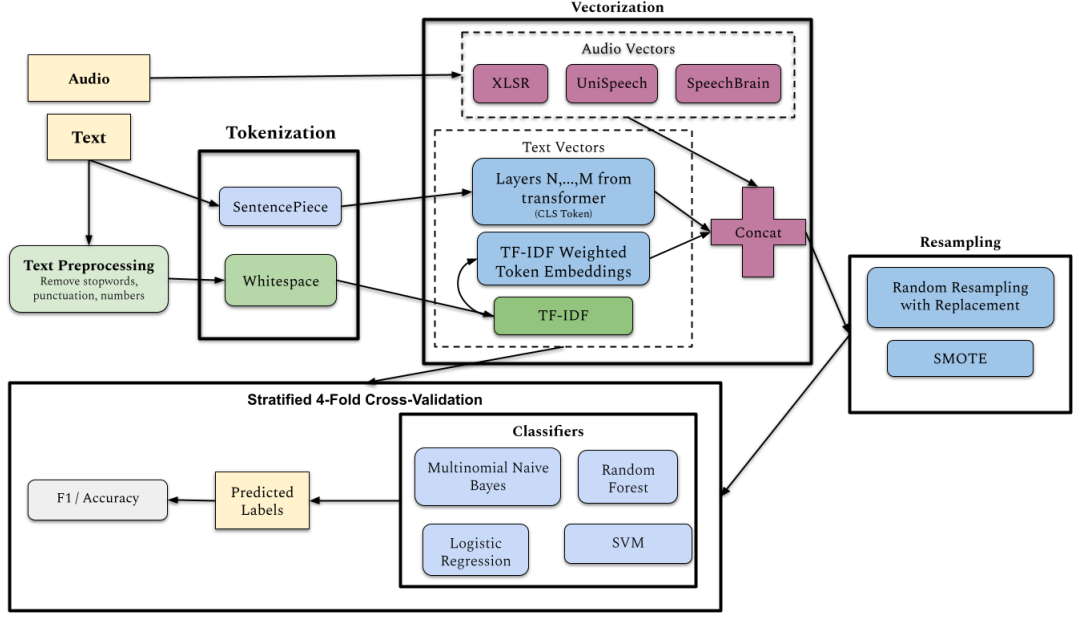 Vectorization
Audio Vectors
Audio
XLSR
UniSpeech
SpeechBrain
Text
Tokenization
Text Vectors
SentencePiece
Layers N,...,M from
transformer
(CLS Token)
Concat
TF-IDF Weighted
Token Embeddings
Text Preprocessing
Remove stopwords,
punctuation, numbers
Whitespace
TF-IDF
Resampling
Random Resampling
with Replacement
SMOTE
Stratified 4-Fold Cross-Validation
Classifiers
Multinomial Naive
Bayes
Random
Forest
Logistic
Regression
SVM
Predicted
Labels
F1 / Accuracy